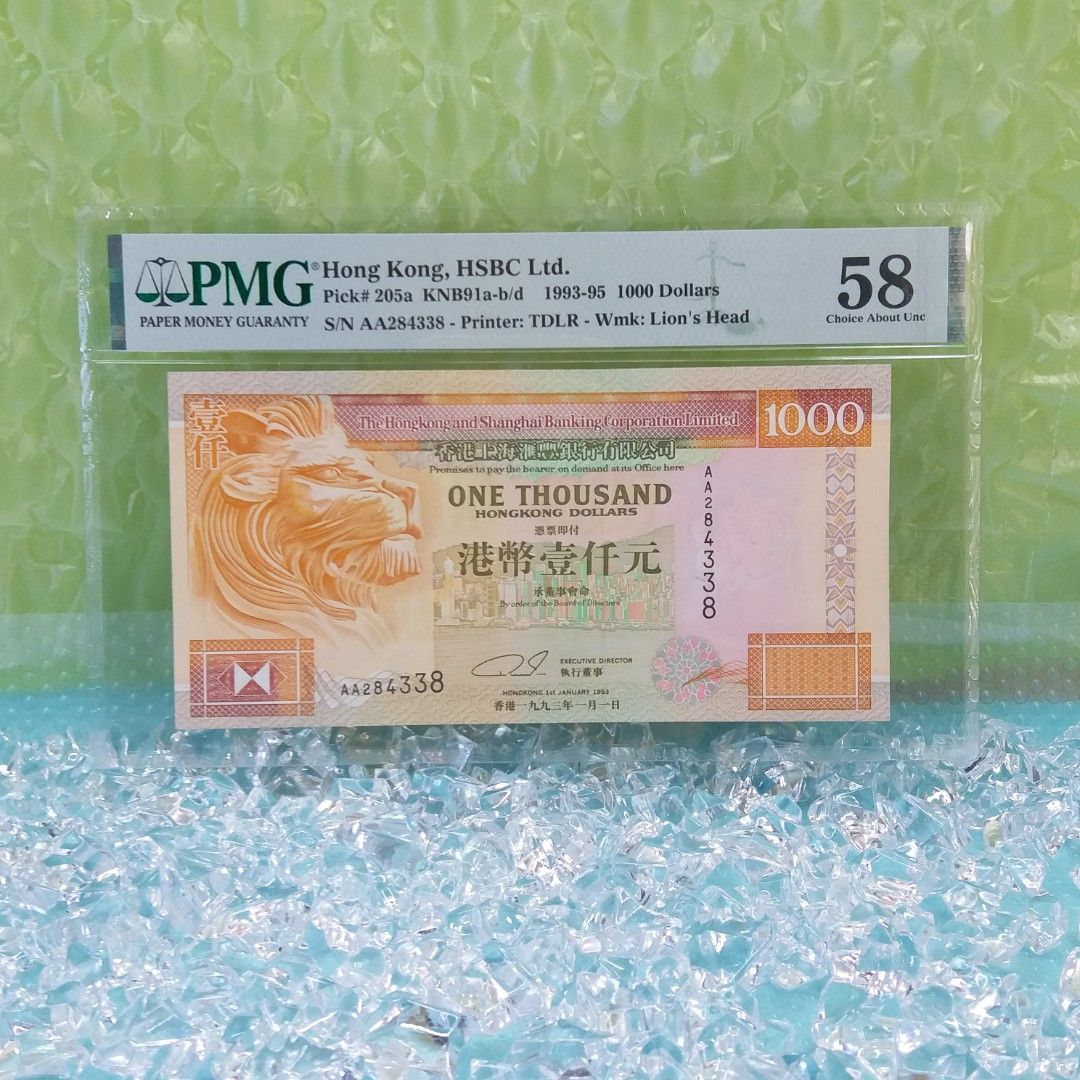 PMG®
PAPER MONEY GUARANTY
Hong Kong, HSBC Ltd.
Pick# 205a KNB91a-b/d 1993-95 1000 Dollars
S/N AA284338 - Printer: TDLR - Wmk: Lion's Head
58
Choice About Unc
壹仟
The Hongkong and Shanghai Banking Corporation Limited
1000
香港上海滙豐銀行有限公司
Promises to pay the bearer on demand at its Office here
ONE THOUSAND
HONGKONG DOLLARS
憑票即付
港幣壹仟元
承董事會命
By order of the Board of Directors
AA284338
EXECUTIVE DIRECTOR
執行董事
AA284338
HONGKONG 1st JANUARY 1993
香港一九九三年一月一日